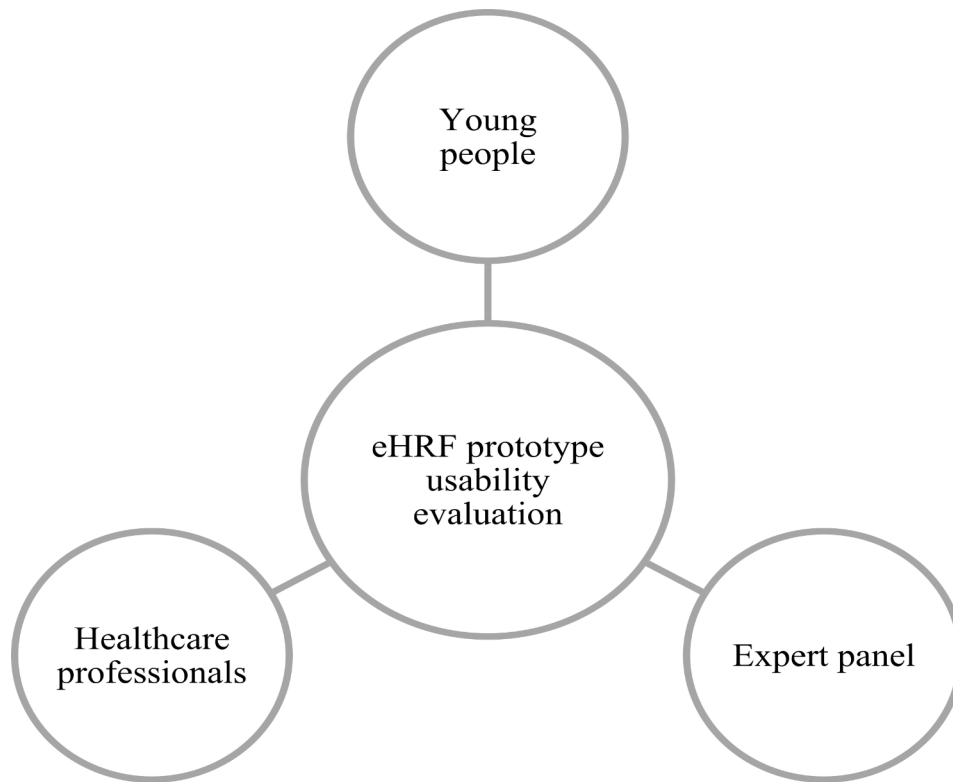 Young
people
eHRF prototype
usability
evaluation
Healthcare
professionals
Expert panel